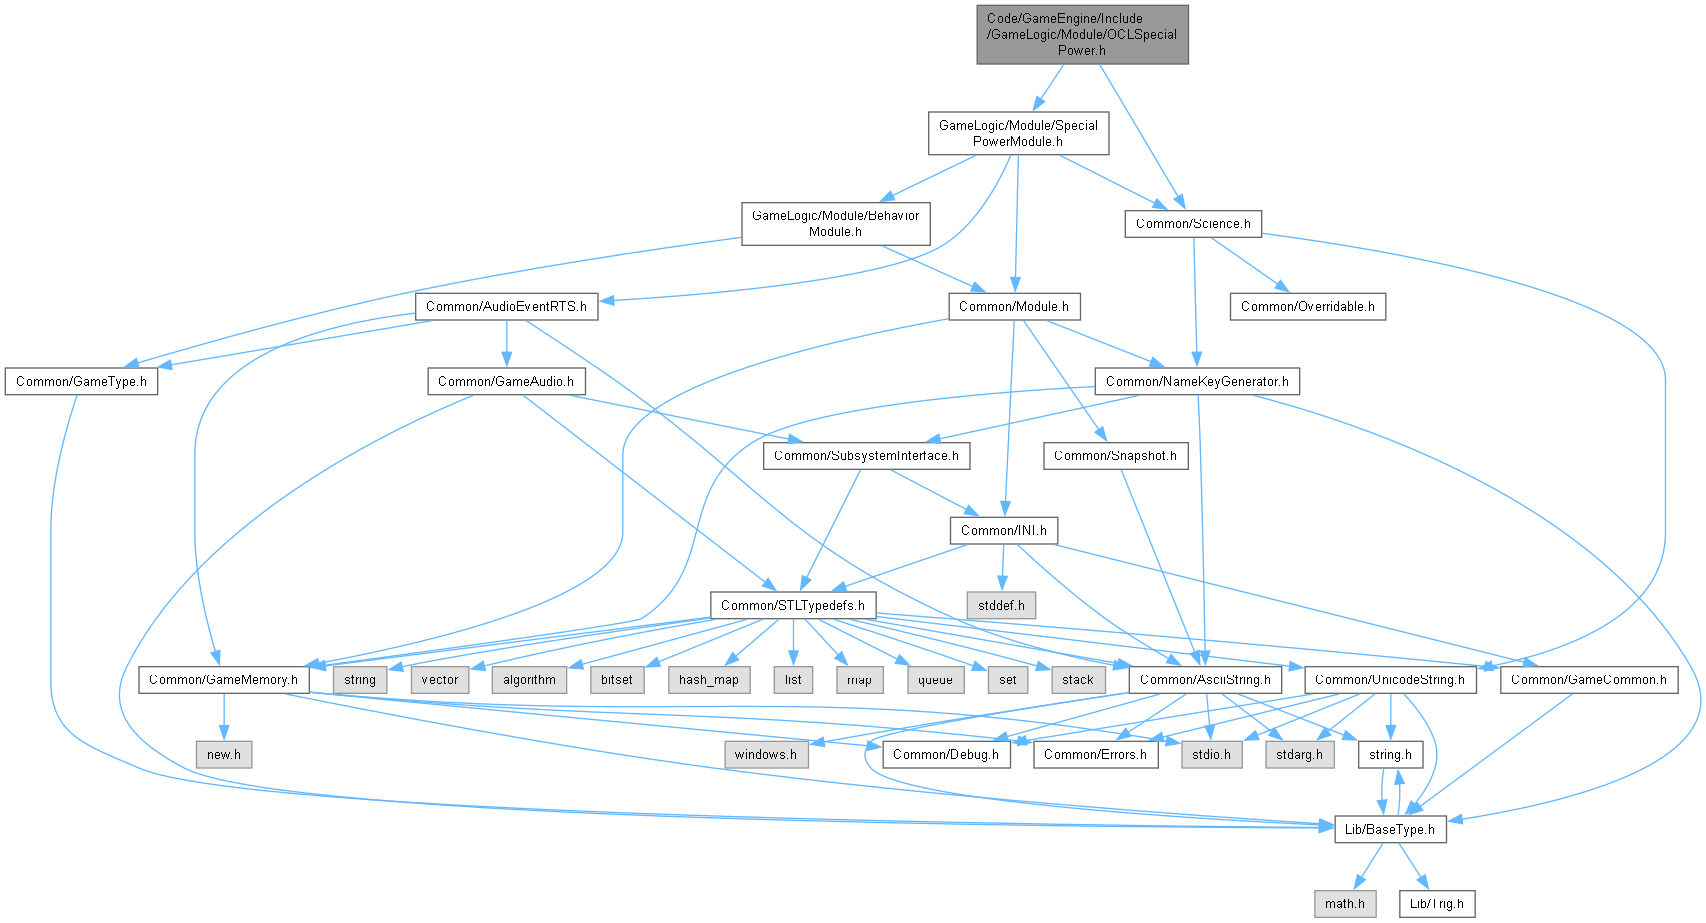 Code/GameEngine/Include
/GameLogic/Module/OCLSpecial
Power.h
GameLogic/Module/Special
PowerModule.h
GameLogic/Module/Behavior
Module.h
Common/Science.h
Common/AudioEventRTS.h
Common/Module.h
Common/Overridable.h
Common/GameType.h
Common/GameAudio.h
Common/NameKeyGenerator.h
Common/SubsystemInterface.h
Common/Snapshot.h
Common/INI.h
Common/STLTypedefs.h
stddef.h
Common/GameMemory.h
string
vector
algorithm
bitset
hash_map
list
map
queue
set
stack
Common/AsciiString.h
Common/UnicodeString.h
Common/GameCommon.h
new.h
windows.h
Common/Debug.h
Common/Errors.h
stdio.h
stdarg.h
string.h
Lib/BaseType.h
math.h
Lib/Trig.h